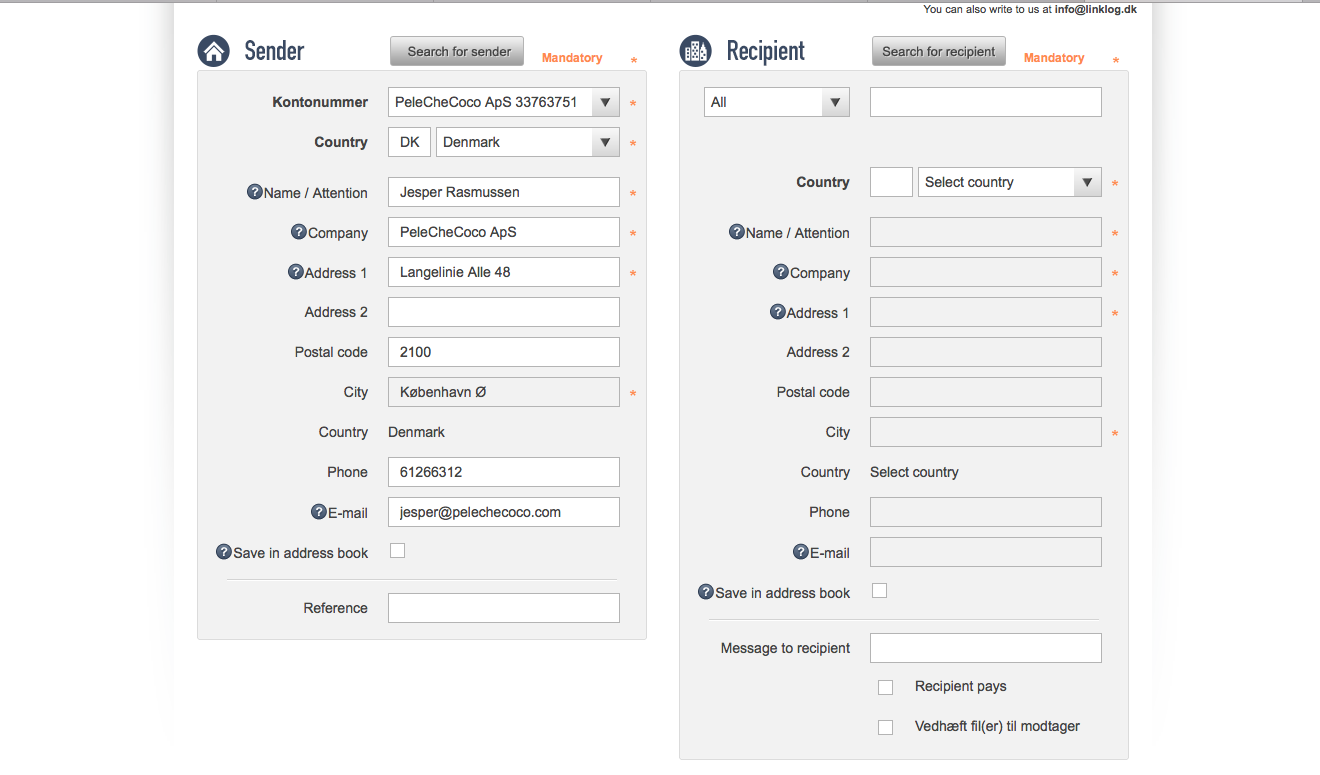 You can also write to us at info@linklog.dk
Sender
Search for sender
Mandatory *
Kontonummer PeleCheCoco ApS 33763751 *
Country DK Denmark *
Name / Attention Jesper Rasmussen *
Company PeleCheCoco ApS *
Address 1 Langelinie Alle 48 *
Address 2
Postal code 2100
City København Ø *
Country Denmark
Phone 61266312
E-mail jesper@pelechecoco.com
Save in address book
Reference
Recipient
Search for recipient
Mandatory *
All
Country Select country *
Name / Attention *
Company *
Address 1 *
Address 2
Postal code
City *
Country Select country
Phone
E-mail
Save in address book
Message to recipient
Recipient pays
Vedhæft fil(er) til modtager